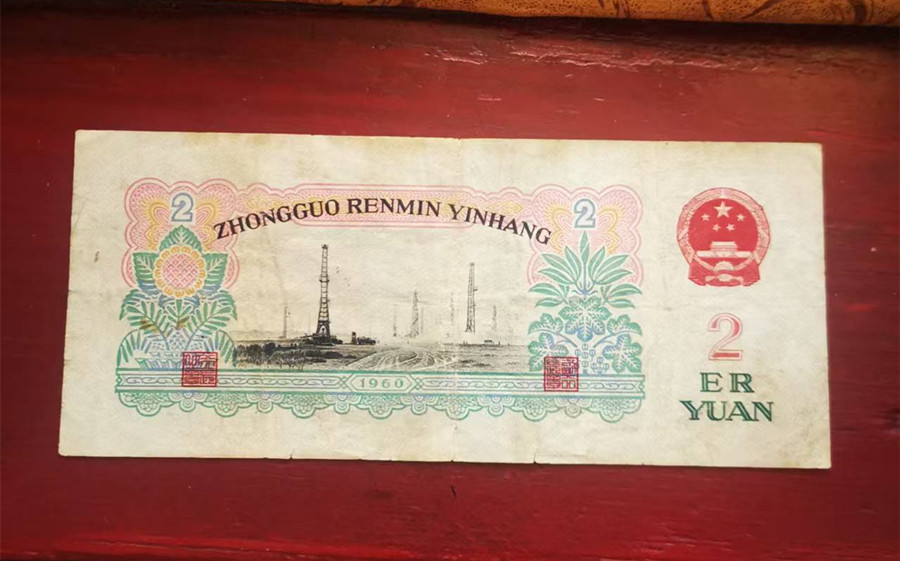 2
2
ZHONGGUO RENMIN YINHANG
1960
2
ER
YUAN